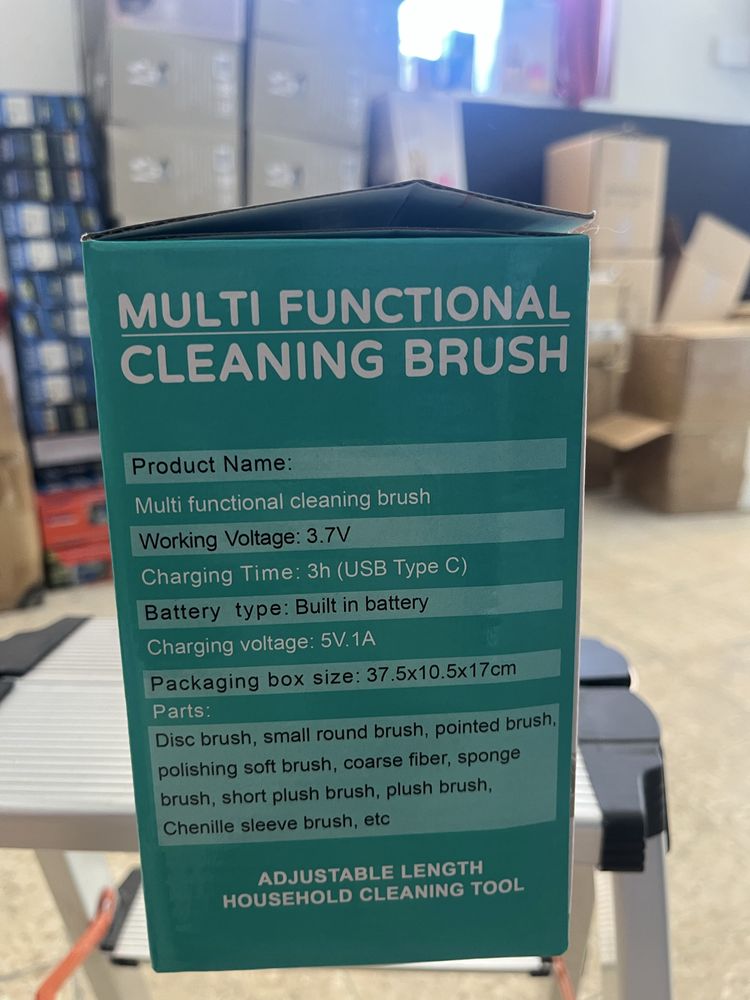 MULTI FUNCTIONAL
CLEANING BRUSH
Product Name:
Multi functional cleaning brush
Working Voltage: 3.7V
Charging Time: 3h (USB Type C)
Battery type: Built in battery
Charging voltage: 5V.1A
Packaging box size: 37.5x10.5x17cm
Parts:
Disc brush, small round brush, pointed brush,
polishing soft brush, coarse fiber, sponge
brush, short plush brush, plush brush,
Chenille sleeve brush, etc
ADJUSTABLE LENGTH
HOUSEHOLD CLEANING TOOL